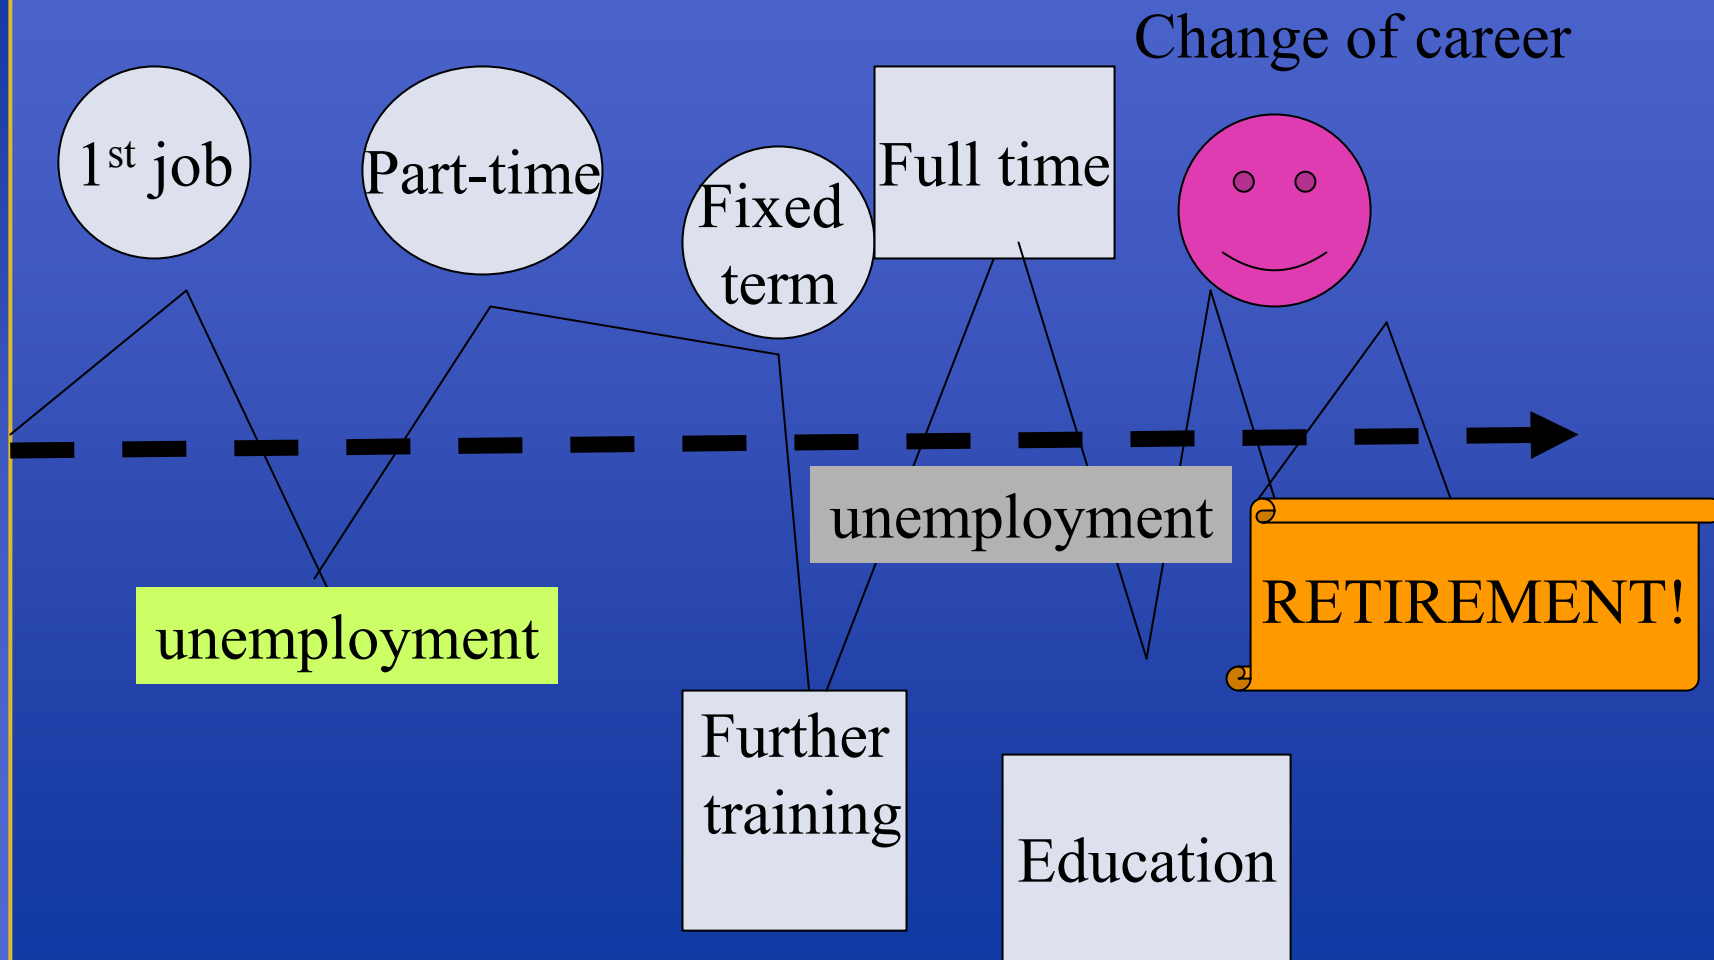 Change of career
1st job
Part-time
Fixed
term
Full time
unemployment
unemployment
RETIREMENT!
Further
training
Education